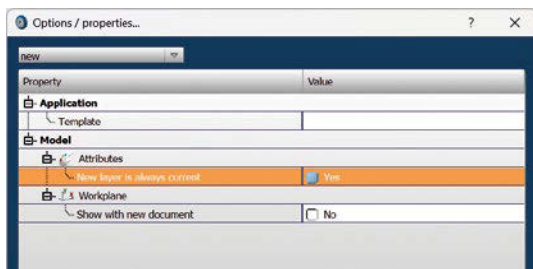 Options / properties...
new
Property Value
Application
Template
Model
Attributes
New layer is always current Yes
Workplane
Show with new document No